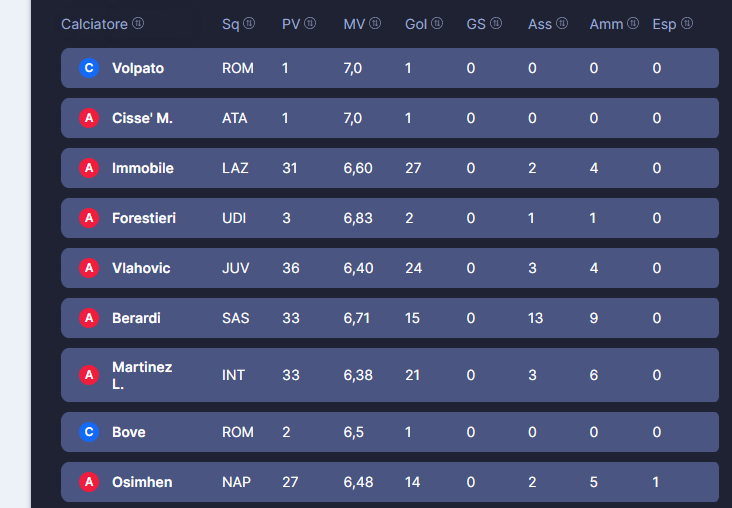 Calciatore Sq PV MV Gol GS Ass Amm Esp
C Volpato ROM 1 7,0 1 0 0 0 0
A Cisse' M. ATA 1 7,0 1 0 0 0 0
A Immobile LAZ 31 6,60 27 0 2 4 0
A Forestieri UDI 3 6,83 2 0 1 1 0
A Vlahovic JUV 36 6,40 24 0 3 4 0
A Berardi SAS 33 6,71 15 0 13 9 0
A Martinez
L. INT 33 6,38 21 0 3 6 0
C Bove ROM 2 6,5 1 0 0 0 0
A Osimhen NAP 27 6,48 14 0 2 5 1